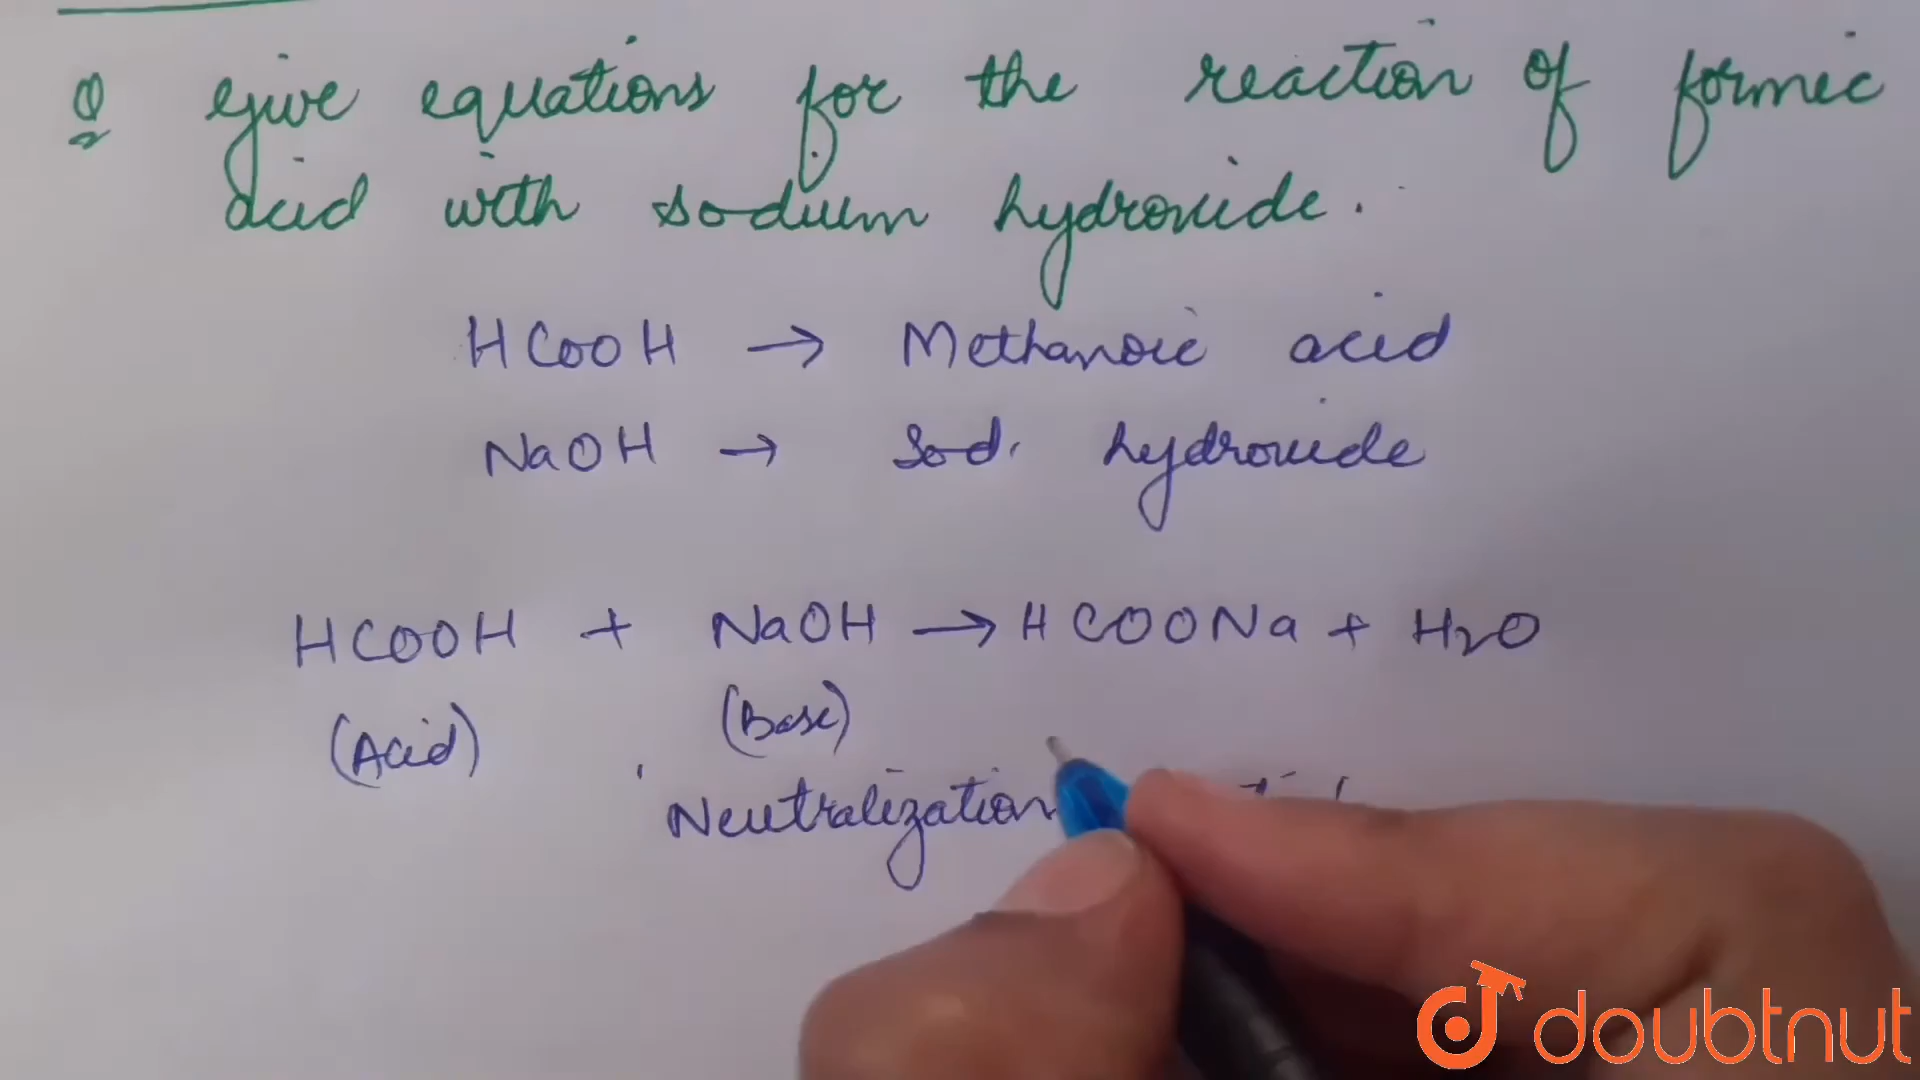 Q Give equations for the reaction of formic
acid with sodium hydroxide.
HCOOH → Methanoic acid
NaOH → Sod. hydroxide
HCOOH + NaOH → HCOONa + H2O
(Acid) (Base)
Neutralization
doubtnut